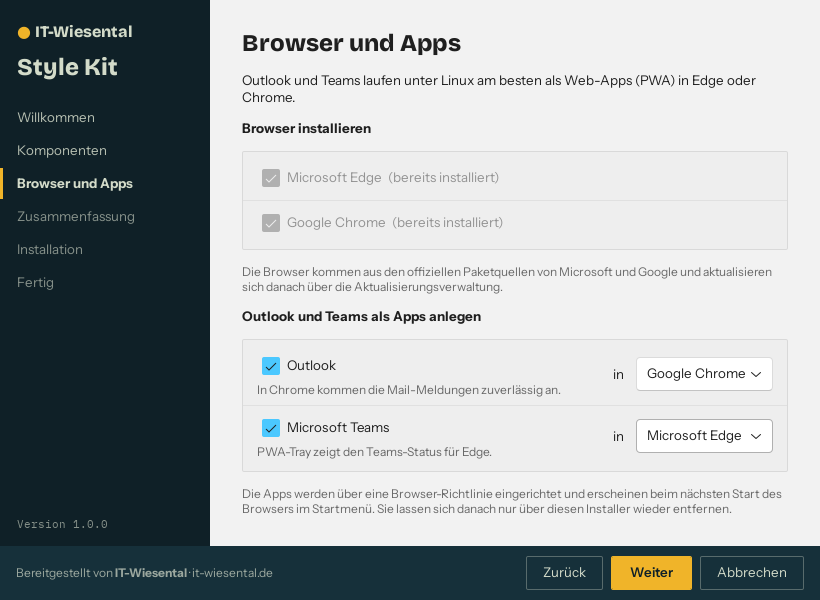 IT-Wiesental
Style Kit
Willkommen
Komponenten
Browser und Apps
Zusammenfassung
Installation
Fertig
Version 1.0.0
Browser und Apps
Outlook und Teams laufen unter Linux am besten als Web-Apps (PWA) in Edge oder
Chrome.
Browser installieren
Microsoft Edge (bereits installiert)
Google Chrome (bereits installiert)
Die Browser kommen aus den offiziellen Paketquellen von Microsoft und Google und aktualisieren
sich danach über die Aktualisierungsverwaltung.
Outlook und Teams als Apps anlegen
Outlook
In Chrome kommen die Mail-Meldungen zuverlässig an.
in Google Chrome
Microsoft Teams
PWA-Tray zeigt den Teams-Status für Edge.
in Microsoft Edge
Die Apps werden über eine Browser-Richtlinie eingerichtet und erscheinen beim nächsten Start des
Browsers im Startmenü. Sie lassen sich danach nur über diesen Installer wieder entfernen.
Bereitgestellt von IT-Wiesental · it-wiesental.de
Zurück
Weiter
Abbrechen